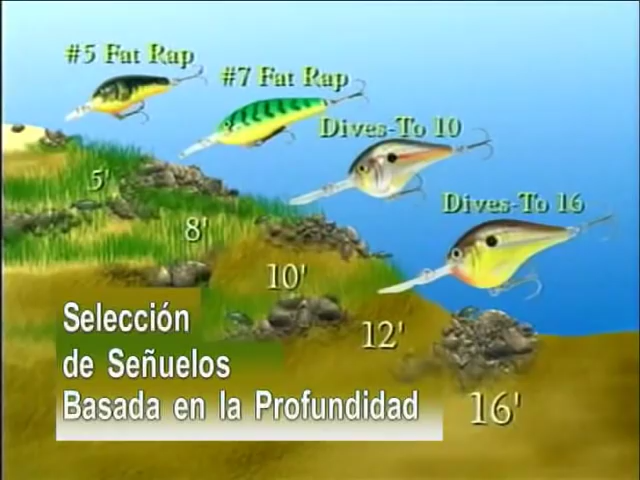 #5 Fat Rap
#7 Fat Rap
Dives-To 10
Dives-To 16
5'
8'
10'
12'
16'
Selección
de Señuelos
Basada en la Profundidad